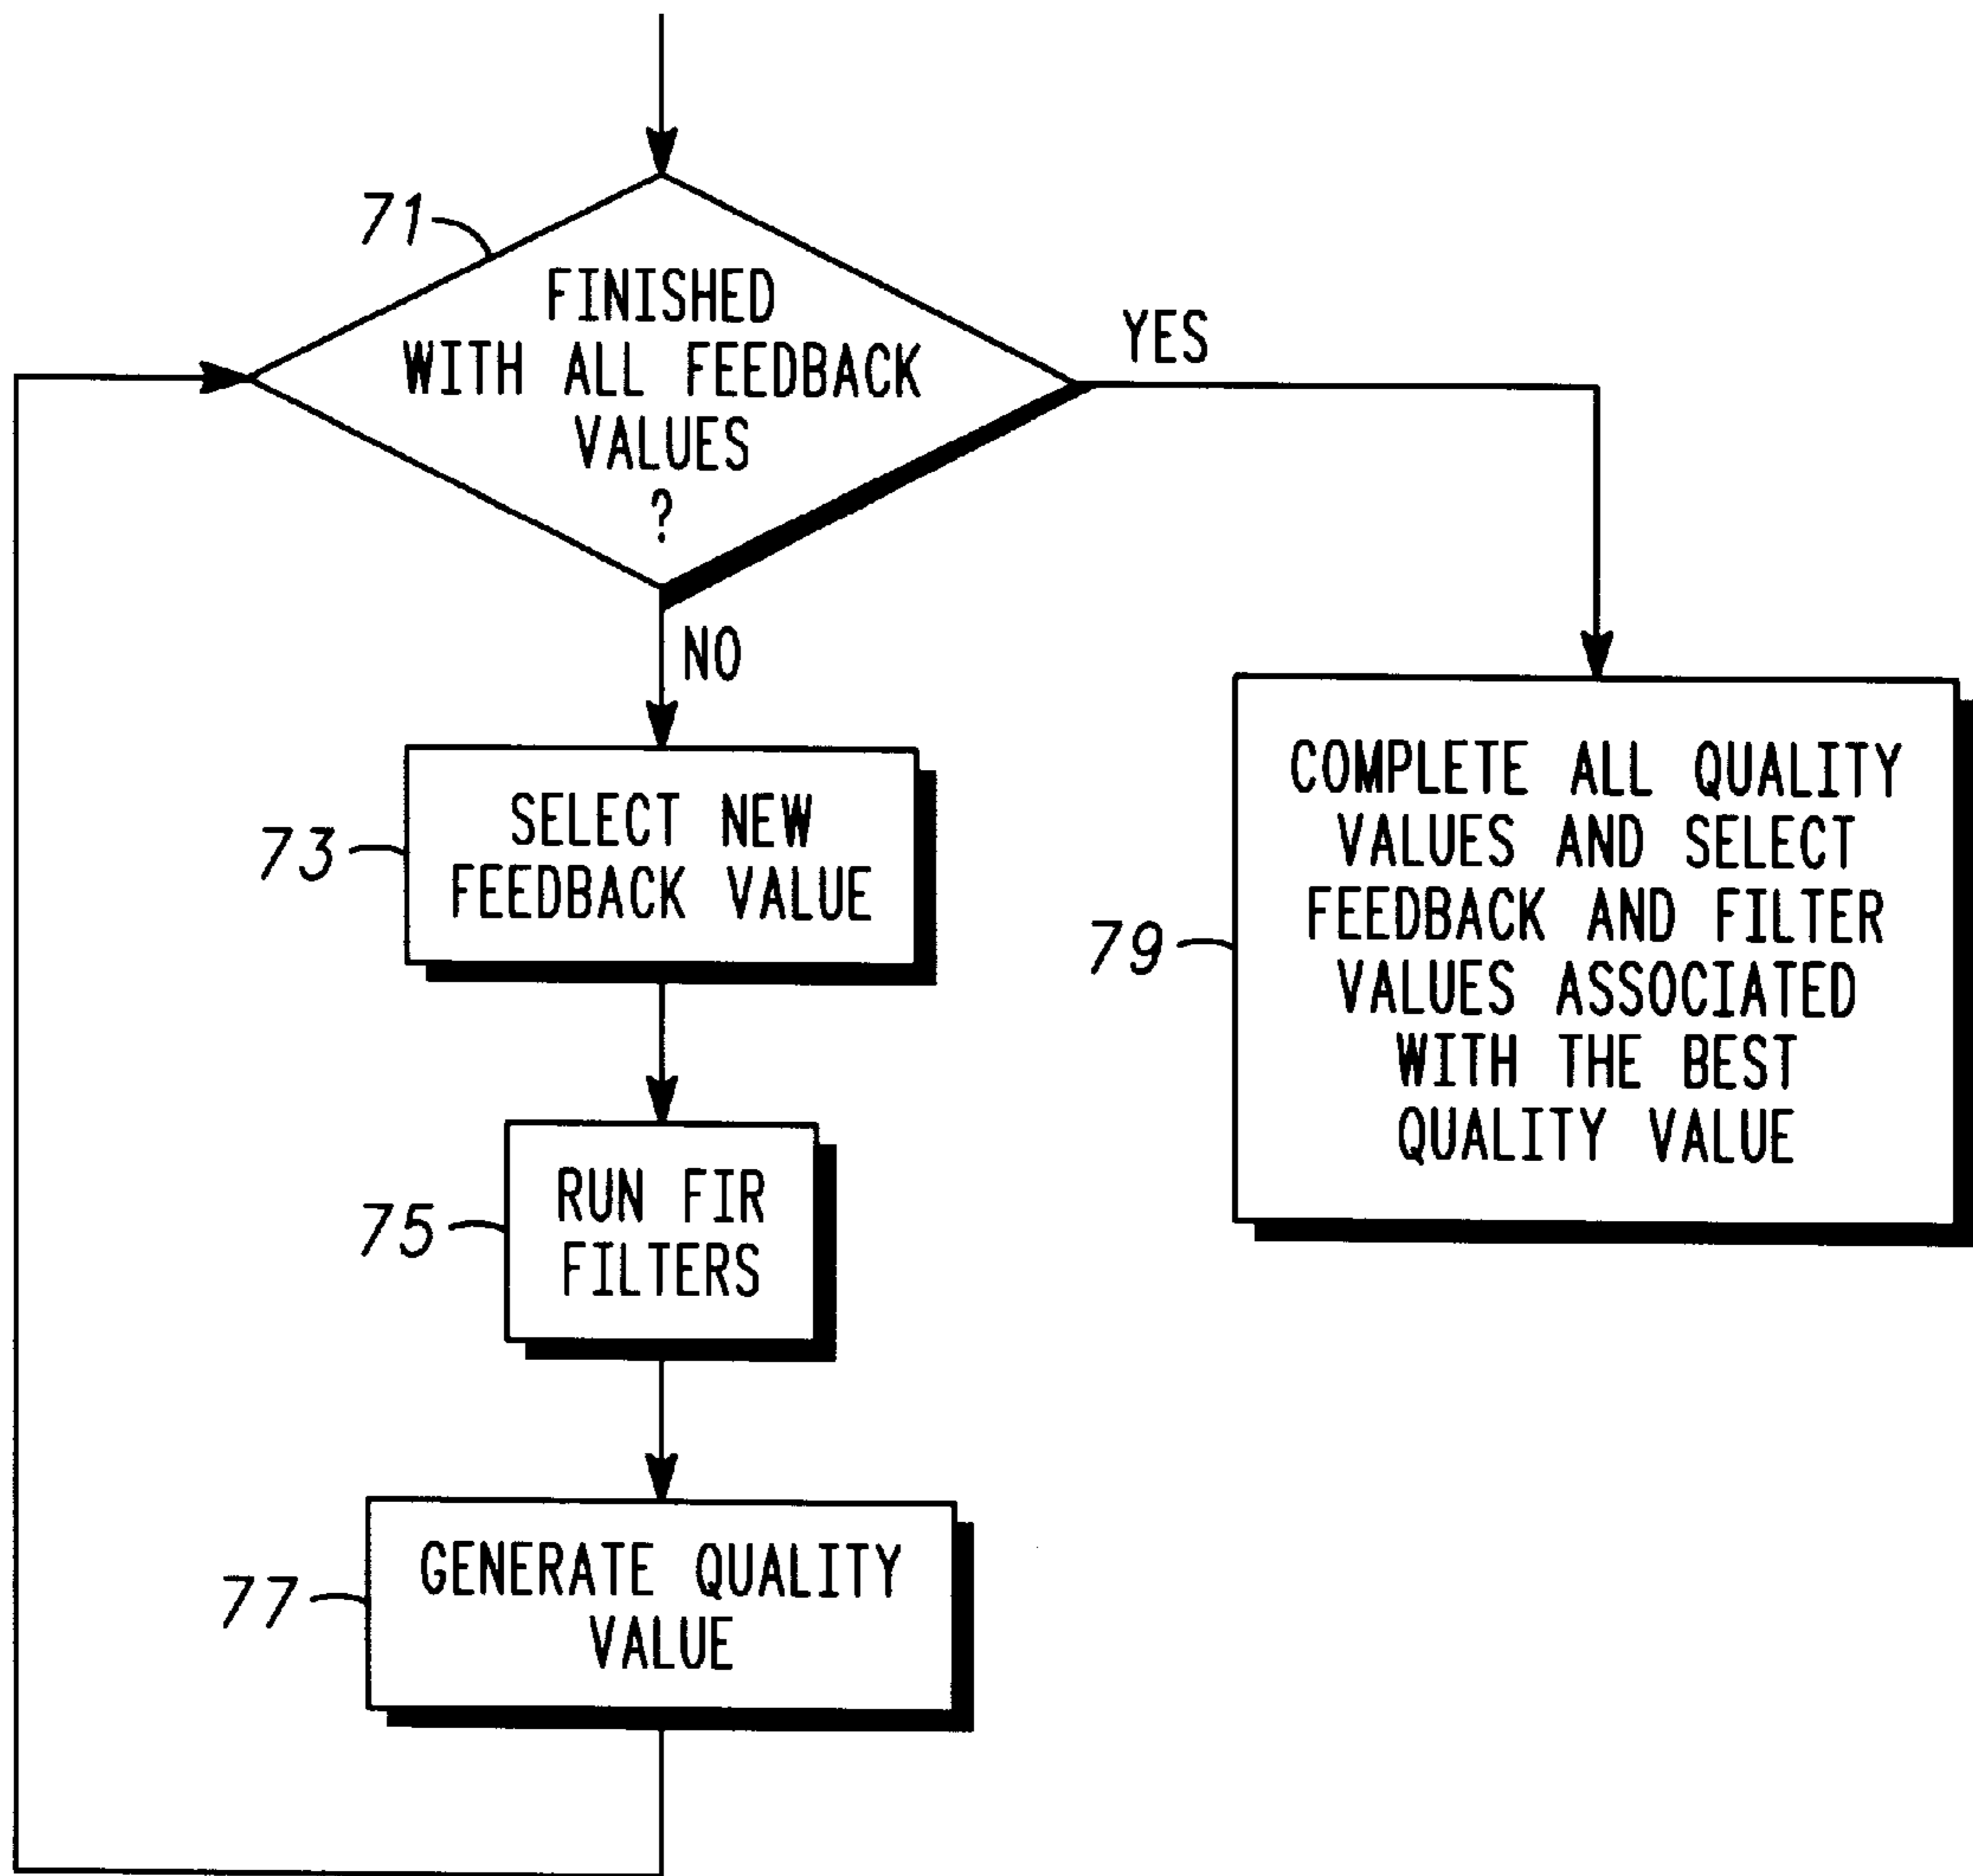 71
FINISHED
WITH ALL FEEDBACK
VALUES
?
YES
NO
73
SELECT NEW
FEEDBACK VALUE
79
COMPLETE ALL QUALITY
VALUES AND SELECT
FEEDBACK AND FILTER
VALUES ASSOCIATED
WITH THE BEST
QUALITY VALUE
75
RUN FIR
FILTERS
77
GENERATE QUALITY
VALUE